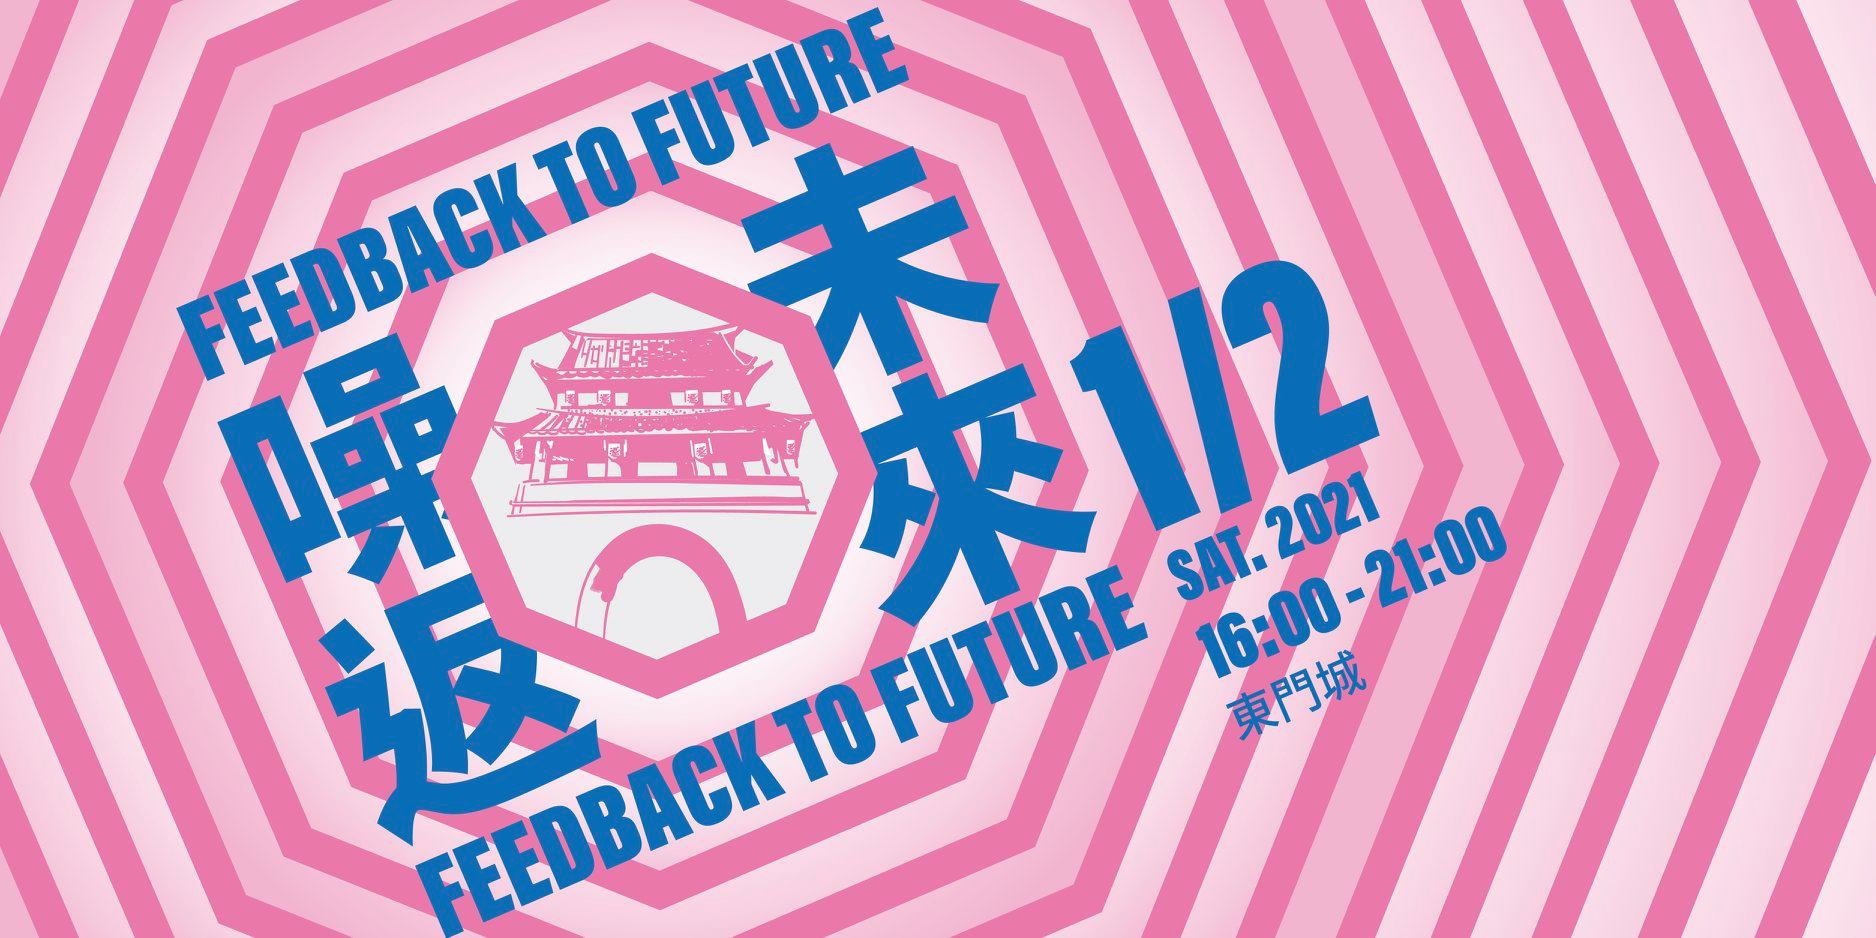 FEEDBACK TO FUTURE
噪返
未來
FEEDBACK TO FUTURE
1/2
SAT. 2021
16:00 - 21:00
東門城